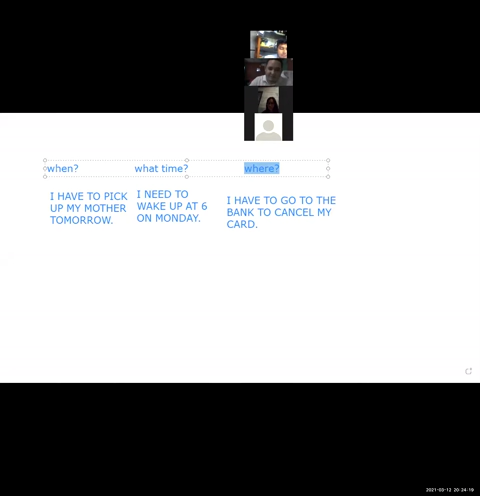 when? what time? where?
I HAVE TO PICK
UP MY MOTHER
TOMORROW.
I NEED TO
WAKE UP AT 6
ON MONDAY.
I HAVE TO GO TO THE
BANK TO CANCEL MY
CARD.
2021-03-12 20:24:19